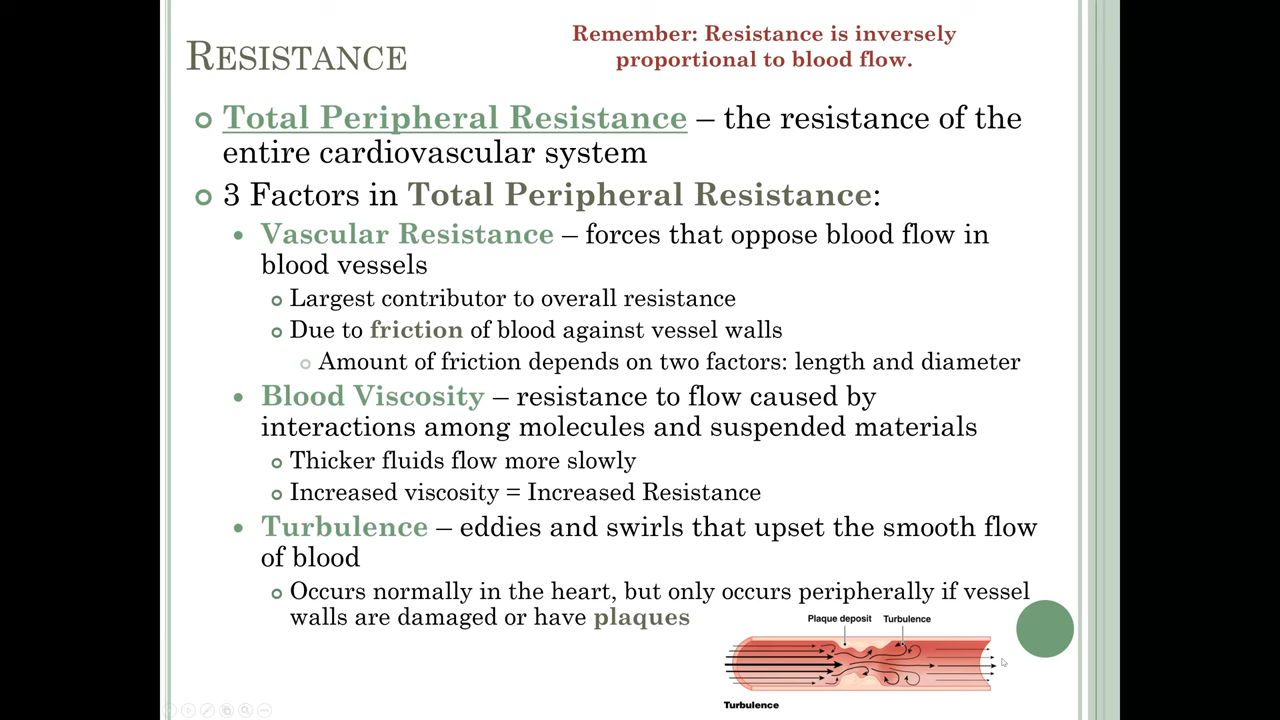 RESISTANCE
Remember: Resistance is inversely
proportional to blood flow.
Total Peripheral Resistance – the resistance of the
entire cardiovascular system
3 Factors in Total Peripheral Resistance:
Vascular Resistance – forces that oppose blood flow in
blood vessels
Largest contributor to overall resistance
Due to friction of blood against vessel walls
Amount of friction depends on two factors: length and diameter
Blood Viscosity – resistance to flow caused by
interactions among molecules and suspended materials
Thicker fluids flow more slowly
Increased viscosity = Increased Resistance
Turbulence – eddies and swirls that upset the smooth flow
of blood
Occurs normally in the heart, but only occurs peripherally if vessel
walls are damaged or have plaques
Plaque deposit Turbulence
Turbulence